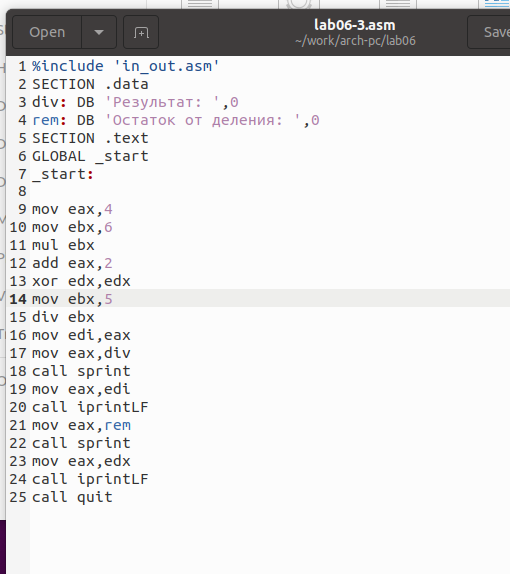 Open
lab06-3.asm
~/work/arch-pc/lab06
Save
1 %include 'in_out.asm'
2 SECTION .data
3 div: DB 'Результат: ',0
4 rem: DB 'Остаток от деления: ',0
5 SECTION .text
6 GLOBAL _start
7 _start:
8
9 mov eax,4
10 mov ebx,6
11 mul ebx
12 add eax,2
13 xor edx,edx
14 mov ebx,5
15 div ebx
16 mov edi,eax
17 mov eax,div
18 call sprint
19 mov eax,edi
20 call iprintLF
21 mov eax,rem
22 call sprint
23 mov eax,edx
24 call iprintLF
25 call quit